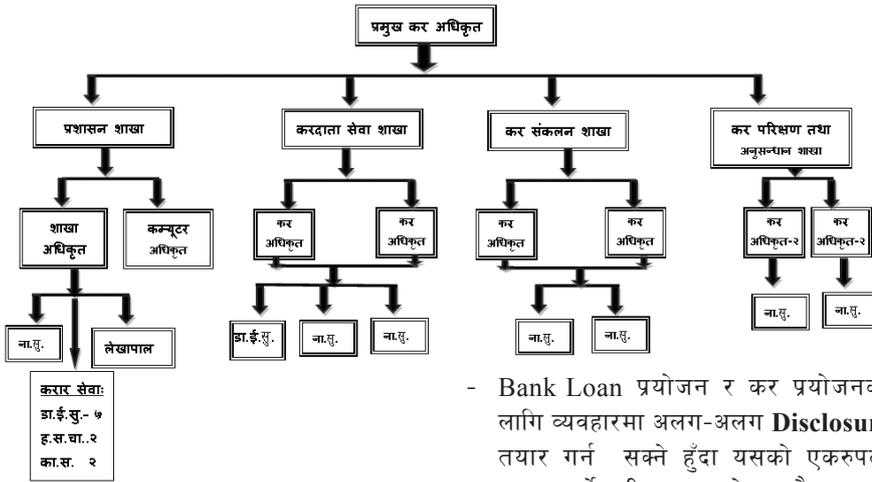 प्रमुख कर अधिकृत
प्रशासन शाखा
करदाता सेवा शाखा
कर संकलन शाखा
कर परिक्षण तथा
अनुसन्धान शाखा
शाखा
अधिकृत
कम्प्यूटर
अधिकृत
कर
अधिकृत
कर
अधिकृत
कर
अधिकृत
कर
अधिकृत
कर
अधिकृत-२
कर
अधिकृत-२
ना.सु.
लेखापाल
डा.ई.सु.
ना.सु.
ना.सु.
ना.सु.
ना.सु.
ना.सु.
ना.सु.
करार सेवाः
डा.ई.सु.- ७
ह.स.चा..२
का.स. २
- Bank Loan प्रयोजन र कर प्रयोजनक
लागि व्यवहारमा अलग-अलग Disclosur
तयार गर्न सक्ने हुँदा यसको एकरुपत